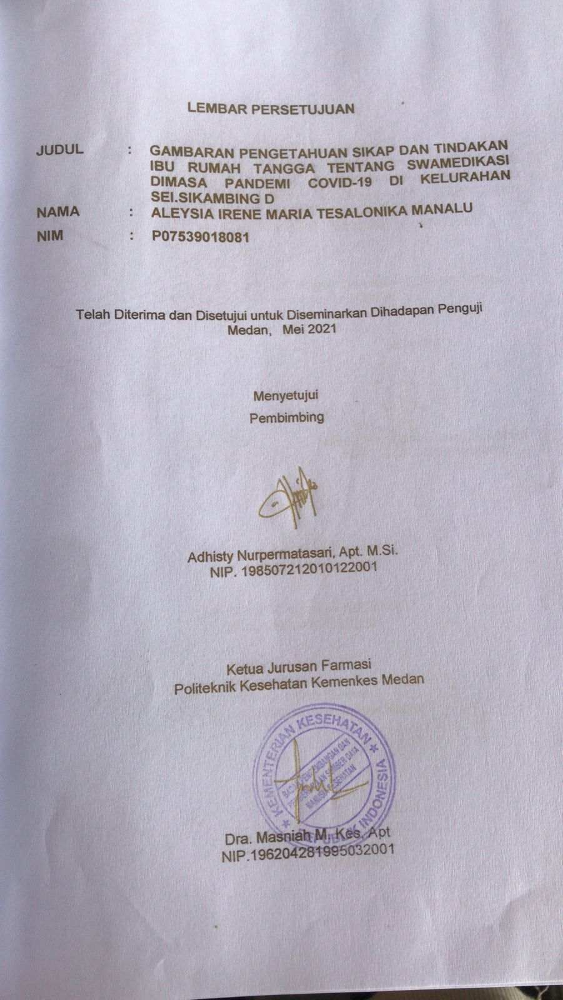 LEMBAR PERSETUJUAN
JUDUL : GAMBARAN PENGETAHUAN SIKAP DAN TINDAKAN
IBU RUMAH TANGGA TENTANG SWAMEDIKASI
DIMASA PANDEMI COVID-19 DI KELURAHAN
SEI.SIKAMBING D
NAMA : ALEYSIA IRENE MARIA TESALONIKA MANALU
NIM : P07539018081
Telah Diterima dan Disetujui untuk Diseminarkan Dihadapan Penguji
Medan, Mei 2021
Menyetujui
Pembimbing
Adhisty Nurpermatasari, Apt. M.Si.
NIP. 198507212010122001
Ketua Jurusan Farmasi
Politeknik Kesehatan Kemenkes Medan
KEMENTERIAN KESEHATAN
REPUBLIK INDONESIA
BADAN PENGEMBANGAN DAN
PEMBERDAYAAN SUMBER DAYA
MANUSIA KESEHATAN
Dra. Masniah M. Kes, Apt
NIP.196204281995032001